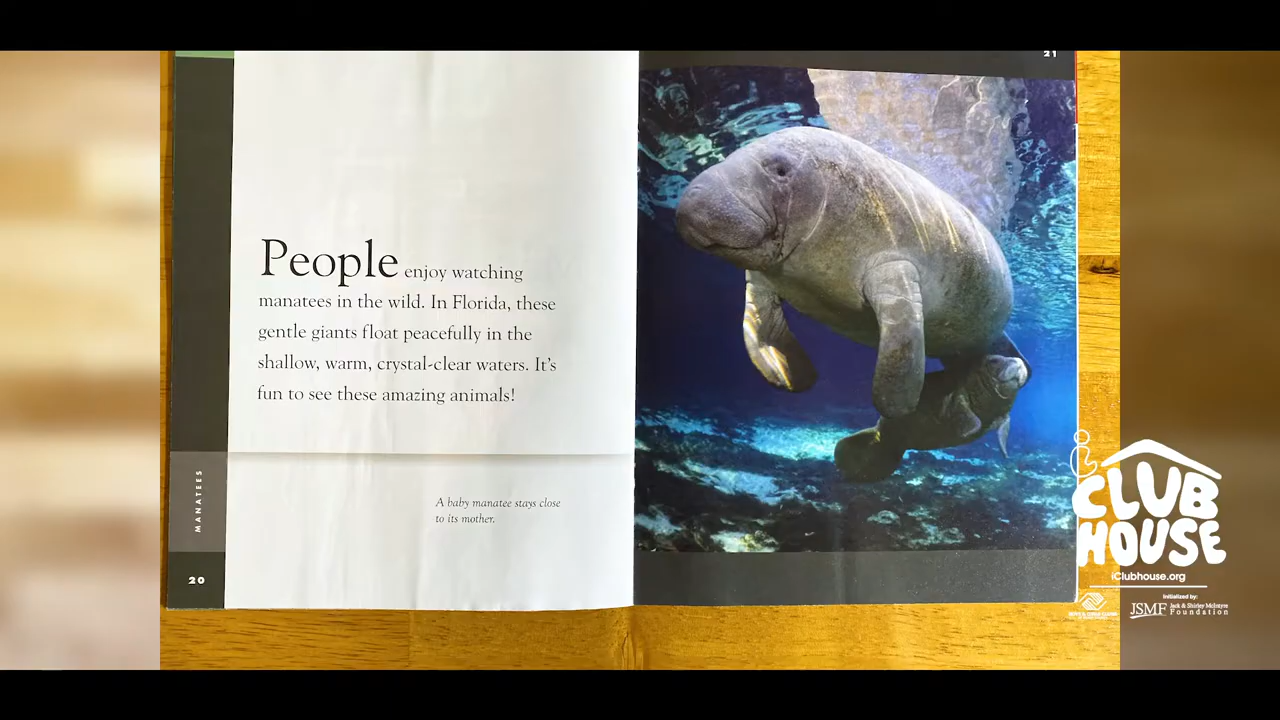 21
People enjoy watching
manatees in the wild. In Florida, these
gentle giants float peacefully in the
shallow, warm, crystal-clear waters. It's
fun to see these amazing animals!
A baby manatee stays close
to its mother.
MANATEES
20
i
CLUB
HOUSE
iClubhouse.org
Initialized by:
JSMF Jack & Shirley McIntyre
Foundation